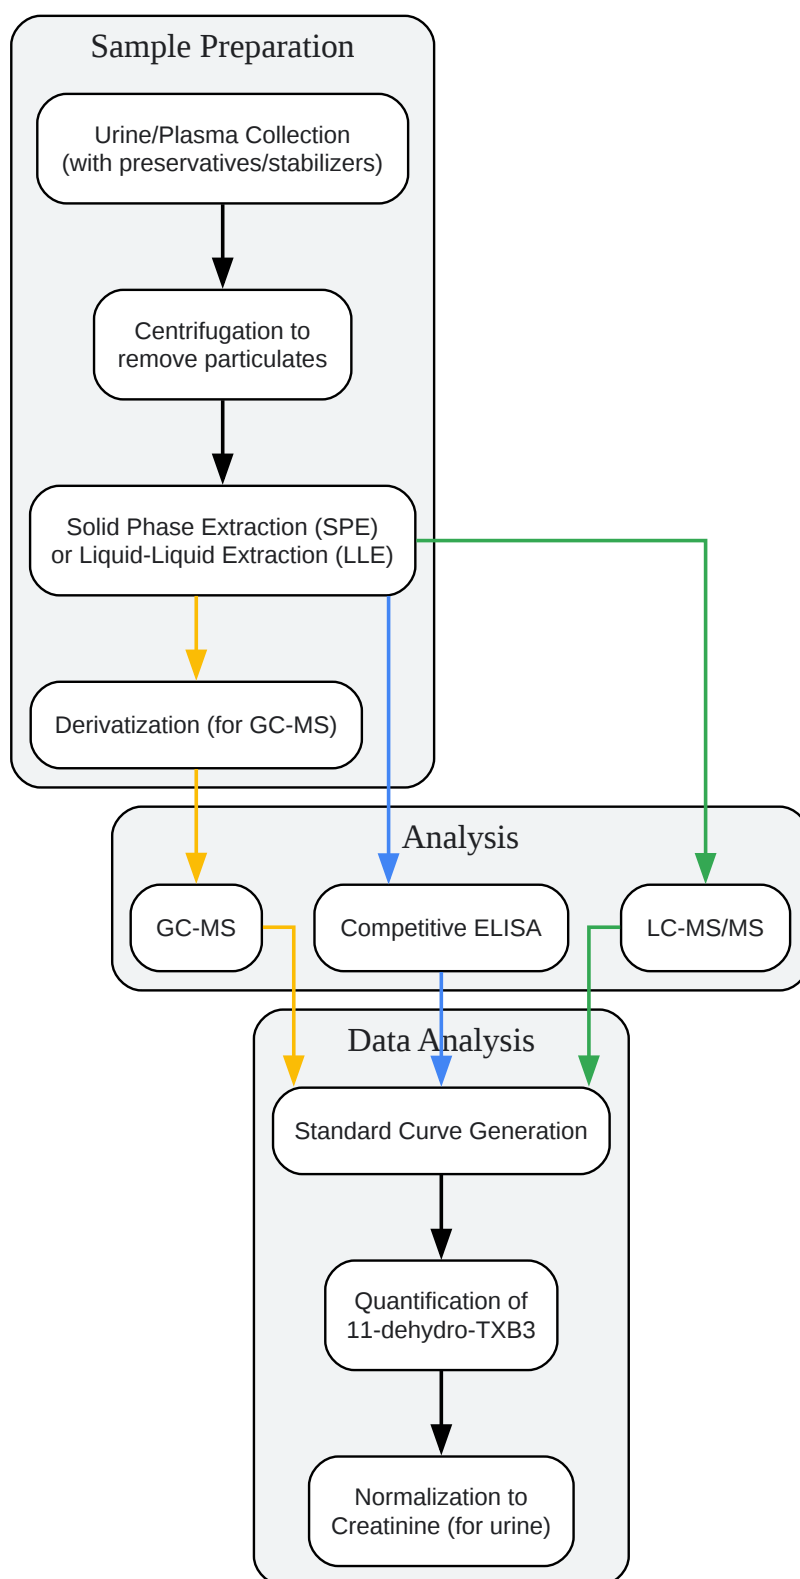 Sample Preparation
Urine/Plasma Collection
(with preservatives/stabilizers)
Centrifugation to
remove particulates
Solid Phase Extraction (SPE)
or Liquid-Liquid Extraction (LLE)
Derivatization (for GC-MS)
Analysis
GC-MS
Competitive ELISA
LC-MS/MS
Data Analysis
Standard Curve Generation
Quantification of
11-dehydro-TXB3
Normalization to
Creatinine (for urine)